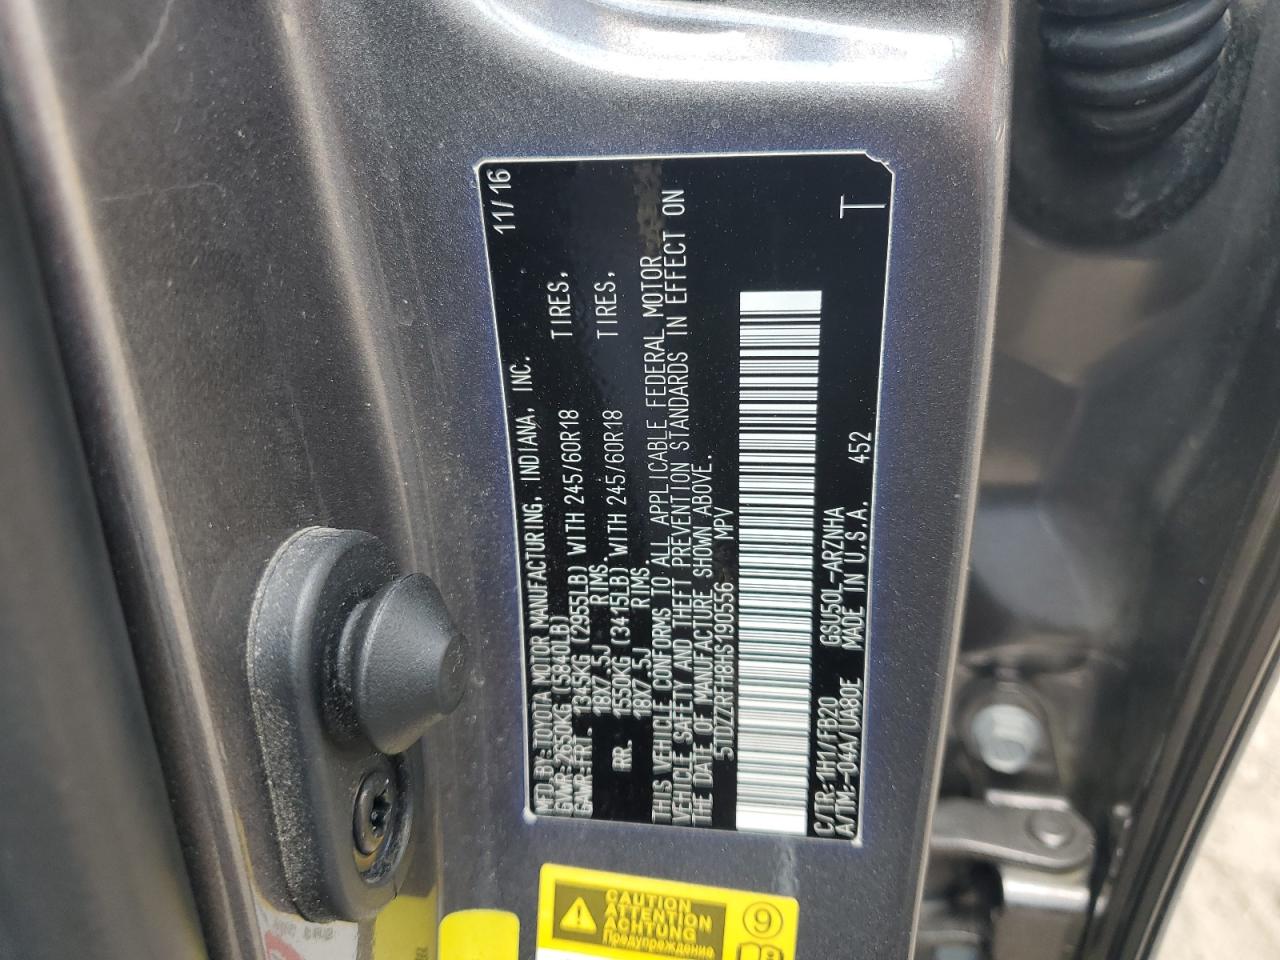 MFD.BY:TOYOTA MOTOR MANUFACTURING, INDIANA, INC. 11/16
GVWR:2650KG (5840LB)
GAWR:FRT 1345KG (2955LB) WITH 245/60R18 TIRES,
18X7.5J RIMS.
RR. 1550KG (3415LB) WITH 245/60R18 TIRES,
18X7.5J RIMS.
THIS VEHICLE CONFORMS TO ALL APPLICABLE FEDERAL MOTOR
VEHICLE SAFETY AND THEFT PREVENTION STANDARDS IN EFFECT ON
THE DATE OF MANUFACTURE SHOWN ABOVE.
5TDZZRFH8HS190556 MPV
C/TR:1H1/FB20 GSU50L-ARZNHA 452
A/TM:-04A/UA80E MADE IN U.S.A. T
CAUTION
ATTENTION
ACHTUNG
Предупреждение
9